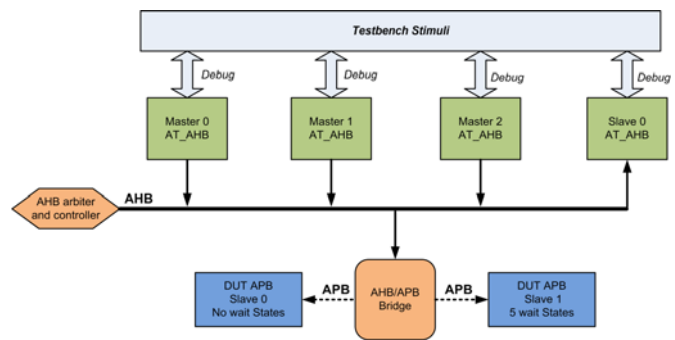 Testbench Stimuli
Debug
Debug
Debug
Debug
Master 0
AT_AHB
Master 1
AT_AHB
Master 2
AT_AHB
Slave 0
AT_AHB
AHB arbiter
and controller
AHB
DUT APB
Slave 0
No wait States
APB
AHB/APB
Bridge
APB
DUT APB
Slave 1
5 wait States